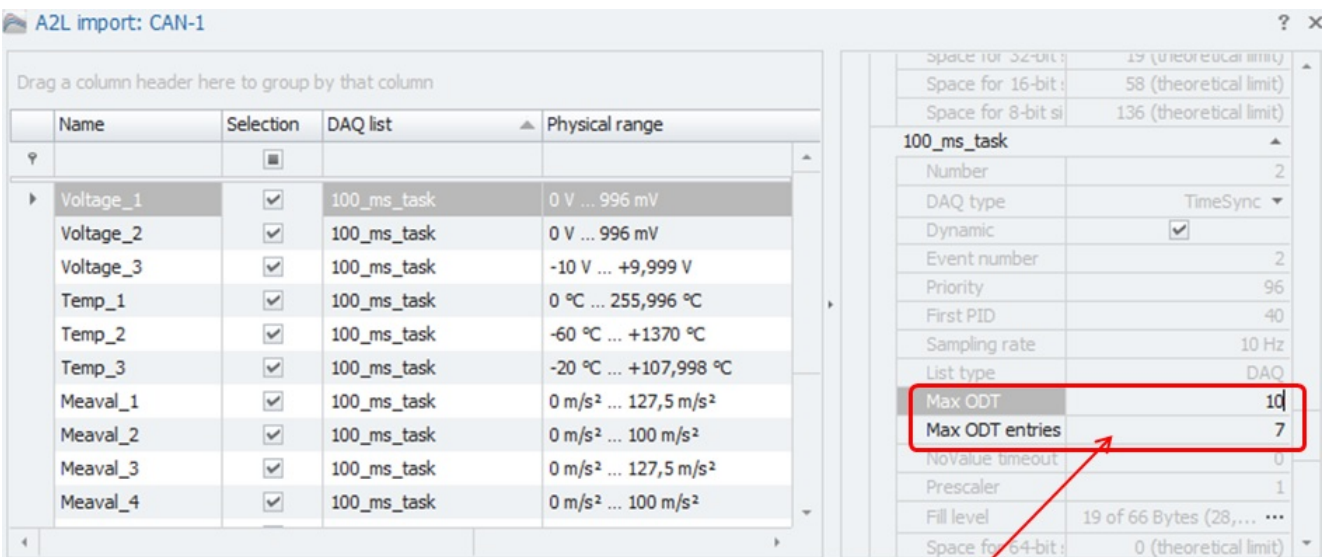 A2L import: CAN-1 ? ×
Drag a column header here to group by that column
Name Selection DAQ list Physical range
Voltage_1 100_ms_task 0 V ... 996 mV
Voltage_2 100_ms_task 0 V ... 996 mV
Voltage_3 100_ms_task -10 V ... +9,999 V
Temp_1 100_ms_task 0 °C ... 255,996 °C
Temp_2 100_ms_task -60 °C ... +1370 °C
Temp_3 100_ms_task -20 °C ... +107,998 °C
Meaval_1 100_ms_task 0 m/s² ... 127,5 m/s²
Meaval_2 100_ms_task 0 m/s² ... 100 m/s²
Meaval_3 100_ms_task 0 m/s² ... 127,5 m/s²
Meaval_4 100_ms_task 0 m/s² ... 100 m/s²
Space for 32-bit s 19 (theoretical limit)
Space for 16-bit s 58 (theoretical limit)
Space for 8-bit si 136 (theoretical limit)
100_ms_task
Number 2
DAQ type TimeSync
Dynamic
Event number 2
Priority 96
First PID 40
Sampling rate 10 Hz
List type DAQ
Max ODT 10
Max ODT entries 7
NoValue timeout 0
Prescaler 1
Fill level 19 of 66 Bytes (28,... ...
Space for 64-bit s 0 (theoretical limit)